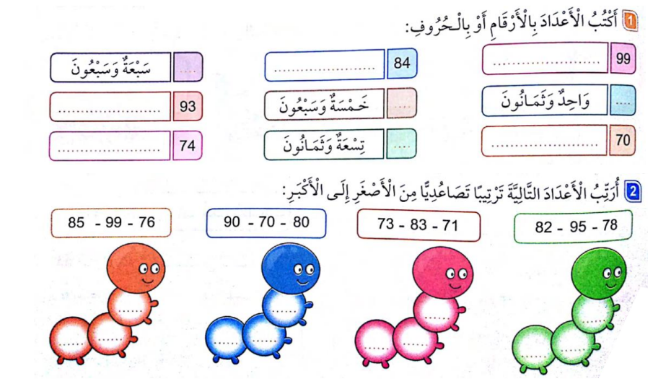 1 أَكْتُبُ الْأَعْدَادَ بِالْأَرْقَامِ أَوْ بِالْحُرُوفِ:
99 ........ 84 ........ .... سَبْعَةٌ وَسَبْعُونَ
.... وَاحِدٌ وَثَمَانُونَ .... خَمْسَةٌ وَسَبْعُونَ 93 ........
70 ........ .... تِسْعَةٌ وَثَمَانُونَ 74 ........
2 أُرَتِّبُ الْأَعْدَادَ التَّالِيَّةَ تَرْتِيبًا تَصَاعُدِيًّا مِنَ الْأَصْغَرِ إِلَى الْأَكْبَرِ:
82 - 95 - 78
73 - 83 - 71
90 - 70 - 80
85 - 99 - 76